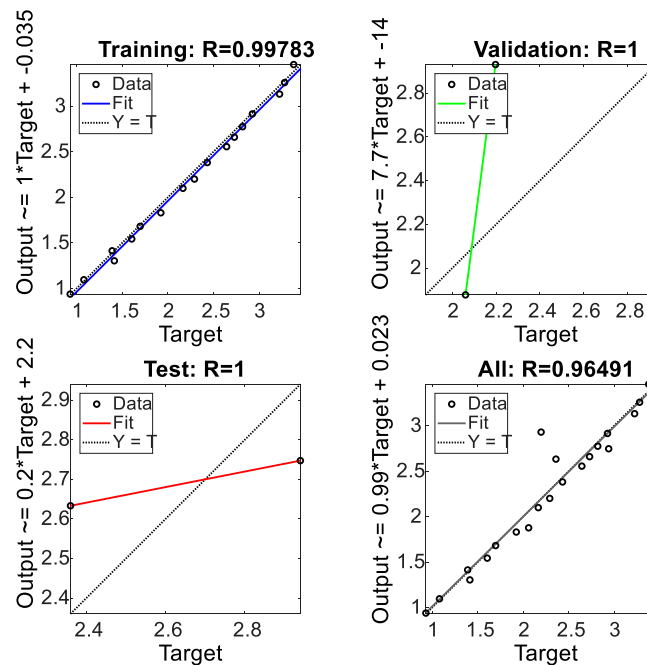 Training: R=0.99783
Output ~= 1*Target + -0.035
Data
Fit
Y = T
3
2.5
2
1.5
1
1
1.5
2
2.5
3
Target
Validation: R=1
Output ~= 7.7*Target + -14
Data
Fit
Y = T
2.8
2.6
2.4
2.2
2
2
2.2
2.4
2.6
2.8
Target
Test: R=1
Output ~= 0.2*Target + 2.2
Data
Fit
Y = T
2.9
2.8
2.7
2.6
2.5
2.4
2.4
2.6
2.8
Target
All: R=0.96491
Output ~= 0.99*Target + 0.023
Data
Fit
Y = T
3
2.5
2
1.5
1
1
1.5
2
2.5
3
Target